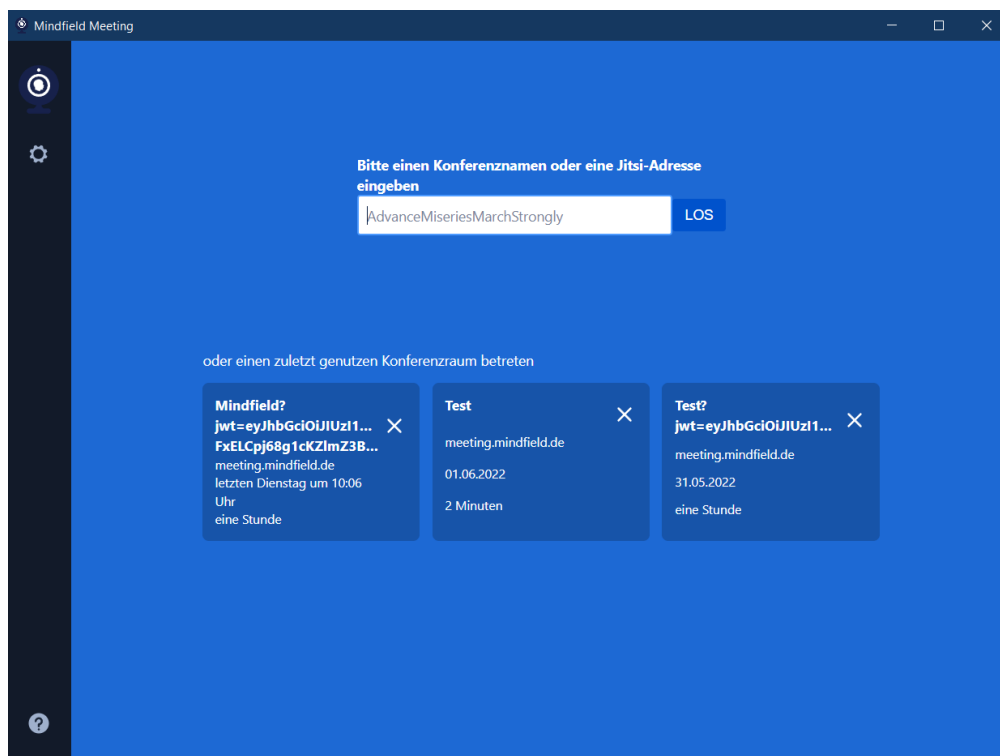 Mindfield Meeting
Bitte einen Konferenznamen oder eine Jitsi-Adresse
eingeben
AdvanceMiseriesMarchStrongly
LOS
oder einen zuletzt genutzen Konferenzraum betreten
Mindfield?
jwt=eyJhbGciOiJIUzI1...
FxELCpj68g1cKZlmZ3B...
meeting.mindfield.de
letzten Dienstag um 10:06
Uhr
eine Stunde
Test
meeting.mindfield.de
01.06.2022
2 Minuten
Test?
jwt=eyJhbGciOiJIUzI1...
meeting.mindfield.de
31.05.2022
eine Stunde